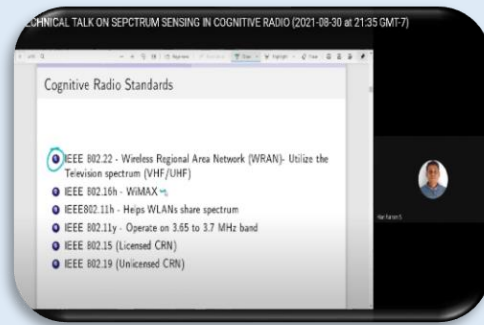 ECHNICAL TALK ON SEPCTRUM SENSING IN COGNITIVE RADIO (2021-08-30 at 21:35 GMT-7)
Cognitive Radio Standards
IEEE 802.22 - Wireless Regional Area Network (WRAN)- Utilize the
Television spectrum (VHF/UHF)
IEEE 802.16h - WiMAX
IEEE802.11h - Helps WLANs share spectrum
IEEE 802.11y - Operate on 3.65 to 3.7 MHz band
IEEE 802.15 (Licensed CRN)
IEEE 802.19 (Unlicensed CRN)